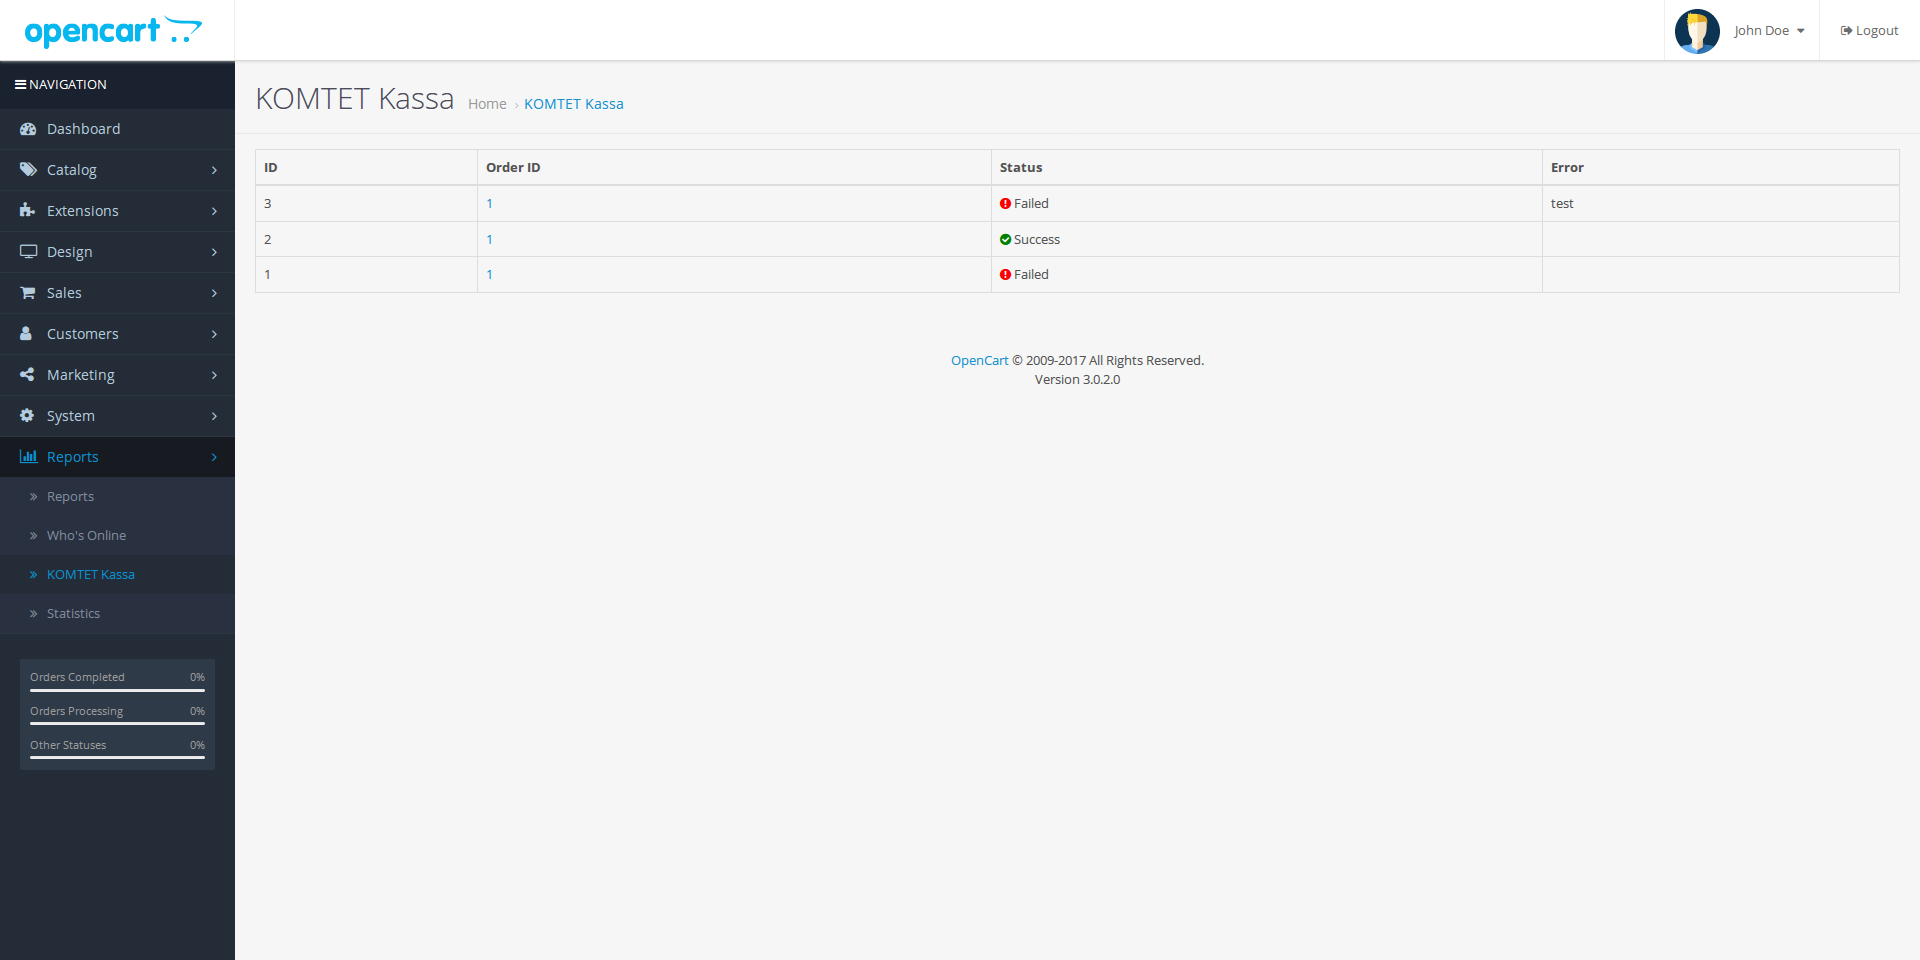 opencart
John Doe
Logout
NAVIGATION
Dashboard
Catalog
Extensions
Design
Sales
Customers
Marketing
System
Reports
Reports
Who's Online
KOMTET Kassa
Statistics
Orders Completed 0%
Orders Processing 0%
Other Statuses 0%
KOMTET Kassa Home › KOMTET Kassa
ID Order ID Status Error
3 1 Failed test
2 1 Success
1 1 Failed
OpenCart © 2009-2017 All Rights Reserved.
Version 3.0.2.0